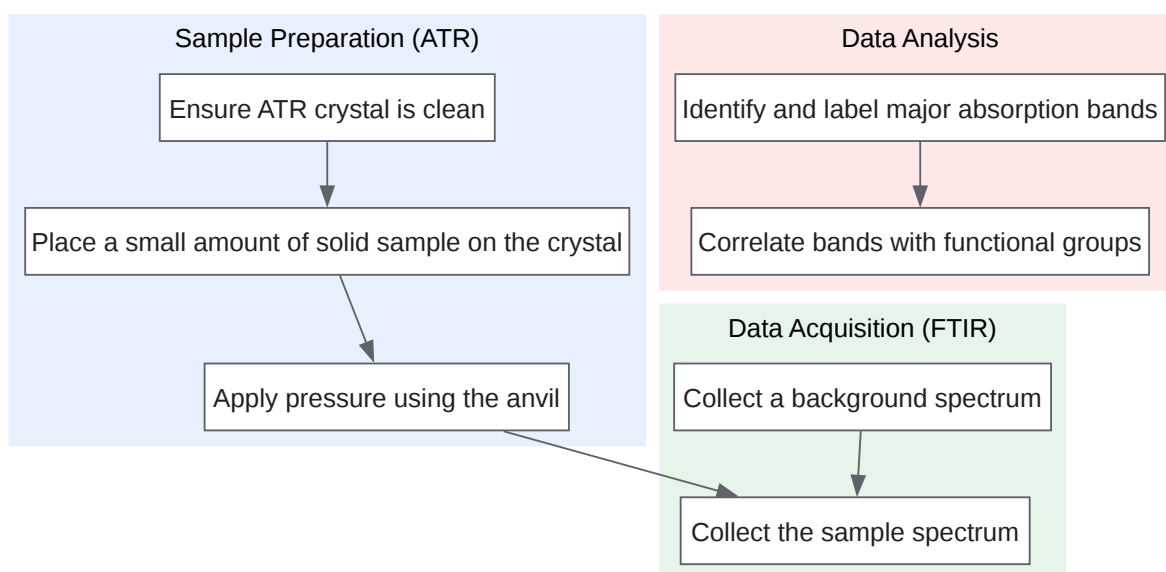 Sample Preparation (ATR)
Ensure ATR crystal is clean
Place a small amount of solid sample on the crystal
Apply pressure using the anvil
Data Analysis
Identify and label major absorption bands
Correlate bands with functional groups
Data Acquisition (FTIR)
Collect a background spectrum
Collect the sample spectrum